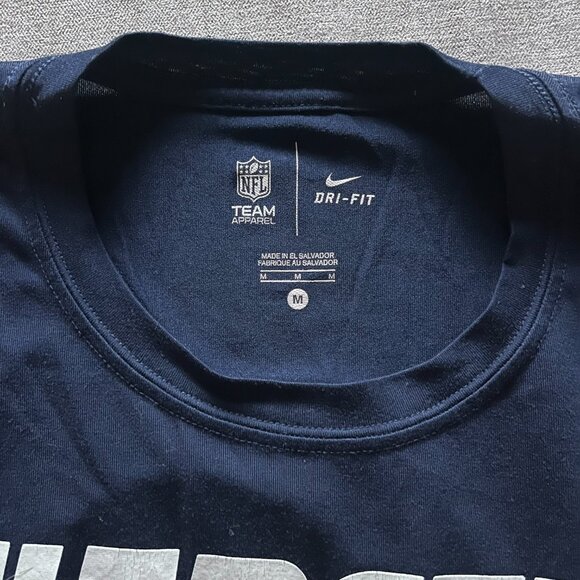 NFL
TEAM
APPAREL
DRI-FIT
MADE IN EL SALVADOR
FABRIQUE AU SALVADOR
M M M
M